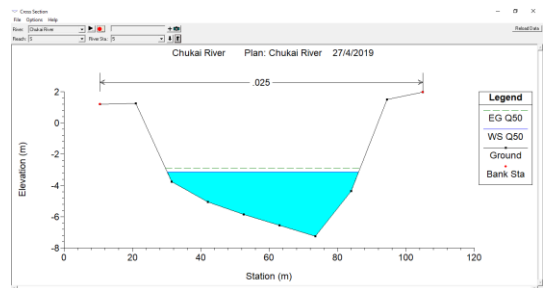 Cross Section
File Options Help
River: Chukai River
Reload Data
Reach: S River Sta.: 5
Chukai River Plan: Chukai River 27/4/2019
.025
Legend
EG Q50
WS Q50
Ground
Bank Sta
Elevation (m)
2
0
-2
-4
-6
-8
0 20 40 60 80 100 120
Station (m)